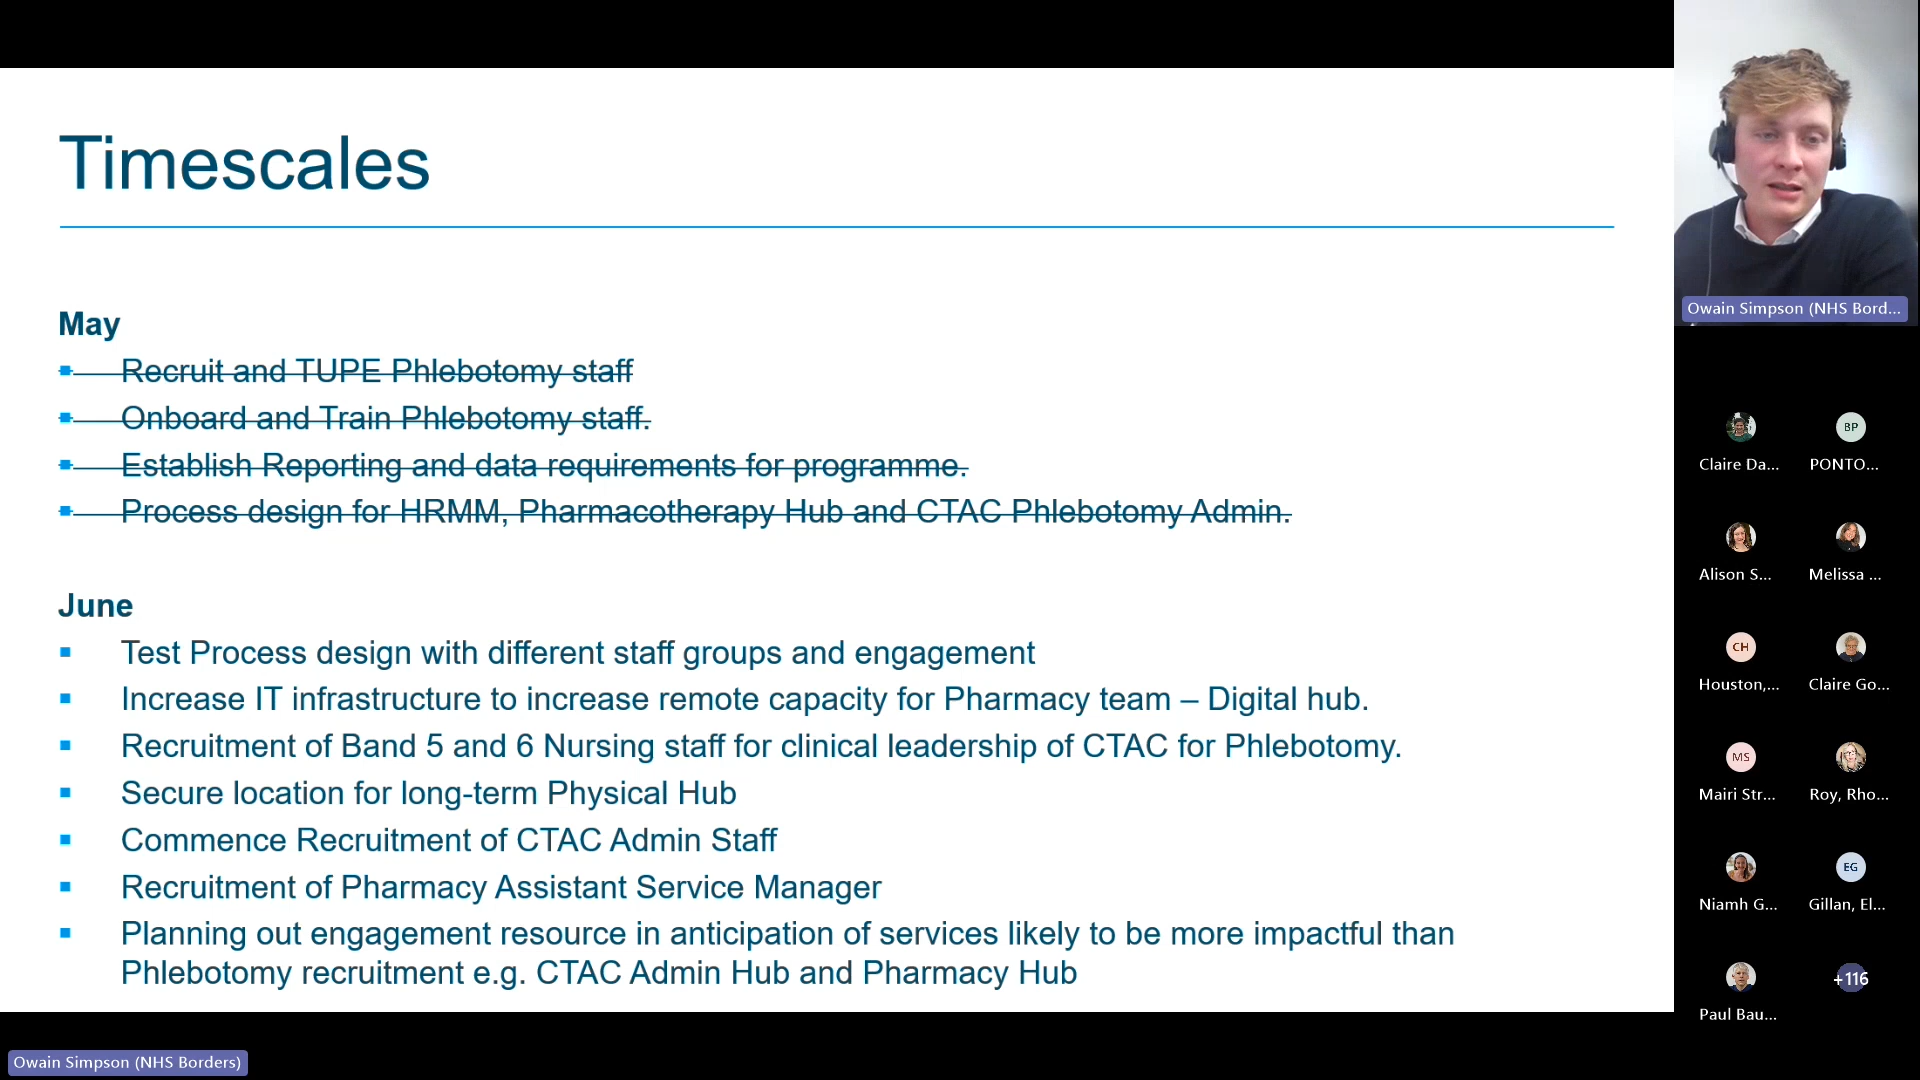 Timescales
May
Recruit and TUPE Phlebotomy staff
Onboard and Train Phlebotomy staff.
Establish Reporting and data requirements for programme.
Process design for HRMM, Pharmacotherapy Hub and CTAC Phlebotomy Admin.
June
Test Process design with different staff groups and engagement
Increase IT infrastructure to increase remote capacity for Pharmacy team – Digital hub.
Recruitment of Band 5 and 6 Nursing staff for clinical leadership of CTAC for Phlebotomy.
Secure location for long-term Physical Hub
Commence Recruitment of CTAC Admin Staff
Recruitment of Pharmacy Assistant Service Manager
Planning out engagement resource in anticipation of services likely to be more impactful than
Phlebotomy recruitment e.g. CTAC Admin Hub and Pharmacy Hub
Owain Simpson (NHS Bord...
BP
Claire Da... PONTO...
Alison S... Melissa ...
CH
Houston,... Claire Go...
MS
Mairi Str... Roy, Rho...
EG
Niamh G... Gillan, El...
+116
Paul Bau...
Owain Simpson (NHS Borders)